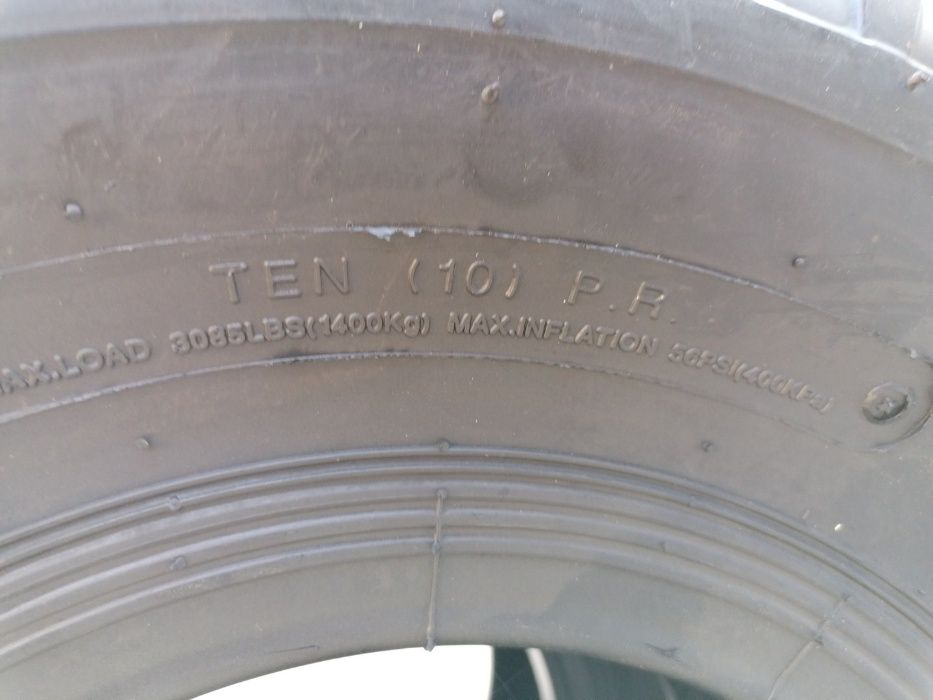 TEN (10) P.R.
MAX.LOAD 3085LBS(1400Kg) MAX.INFLATION 56PSI(400KPa)